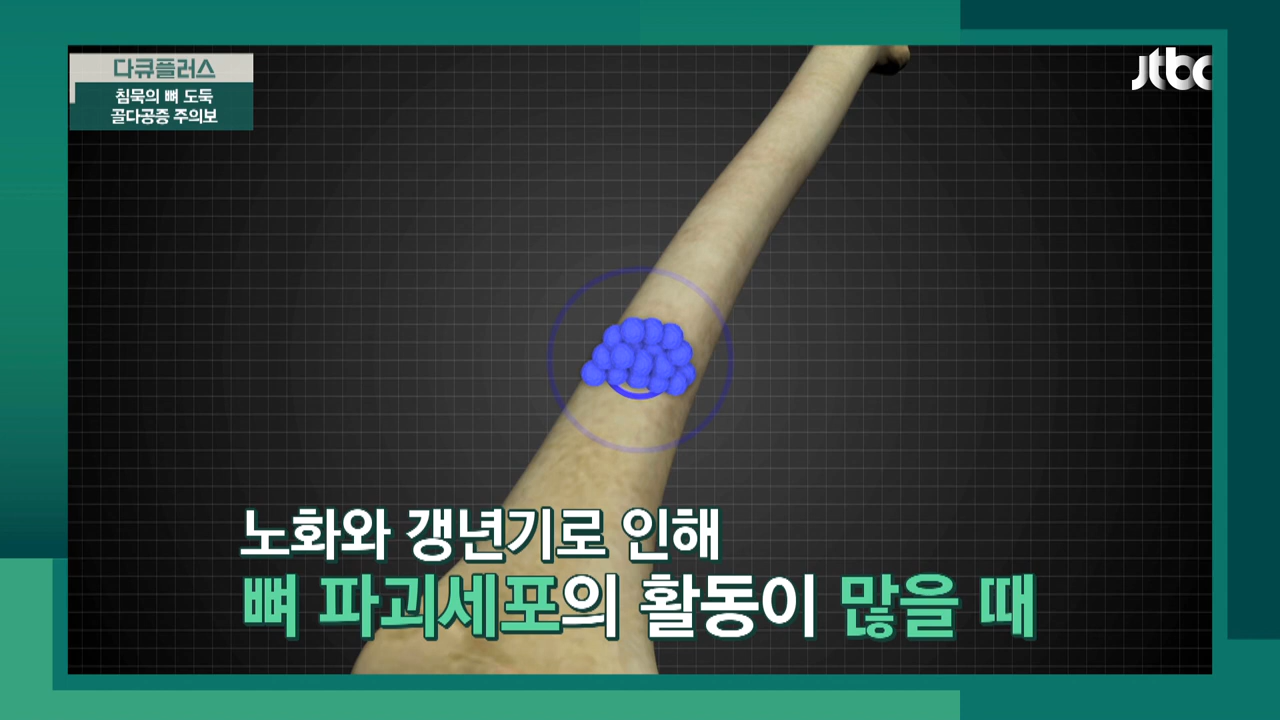 다큐플러스
침묵의 뼈 도둑
골다공증 주의보
jtbc
노화와 갱년기로 인해
뼈 파괴세포의 활동이 많을 때